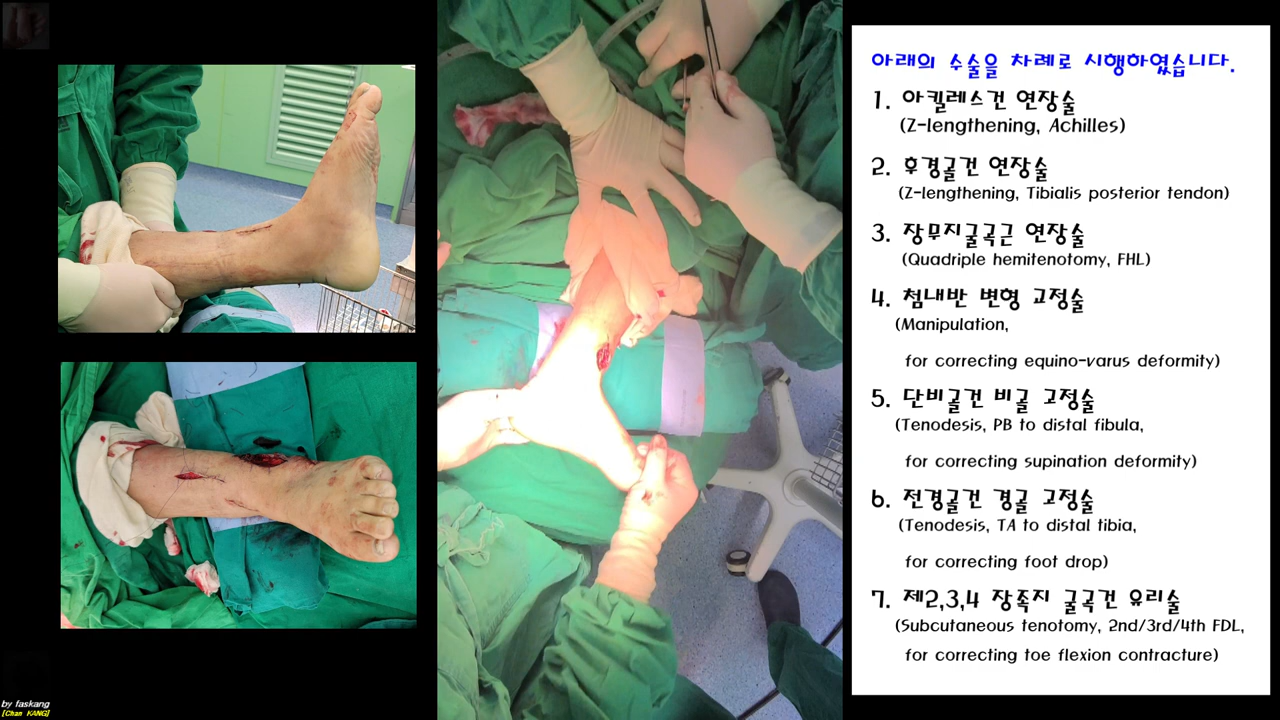 아래의 수술을 차례로 시행하였습니다.
1. 아킬레스건 연장술
(Z-lengthening, Achilles)
2. 후경골건 연장술
(Z-lengthening, Tibialis posterior tendon)
3. 장무지굴곡근 연장술
(Quadriple hemitenotomy, FHL)
4. 첨내반 변형 교정술
(Manipulation,
for correcting equino-varus deformity)
5. 단비골건 비골 고정술
(Tenodesis, PB to distal fibula,
for correcting supination deformity)
6. 전경골건 경골 고정술
(Tenodesis, TA to distal tibia,
for correcting foot drop)
7. 제2,3,4 장족지 굴곡건 유리술
(Subcutaneous tenotomy, 2nd/3rd/4th FDL,
for correcting toe flexion contracture)
by faskang
[Chan KANG]